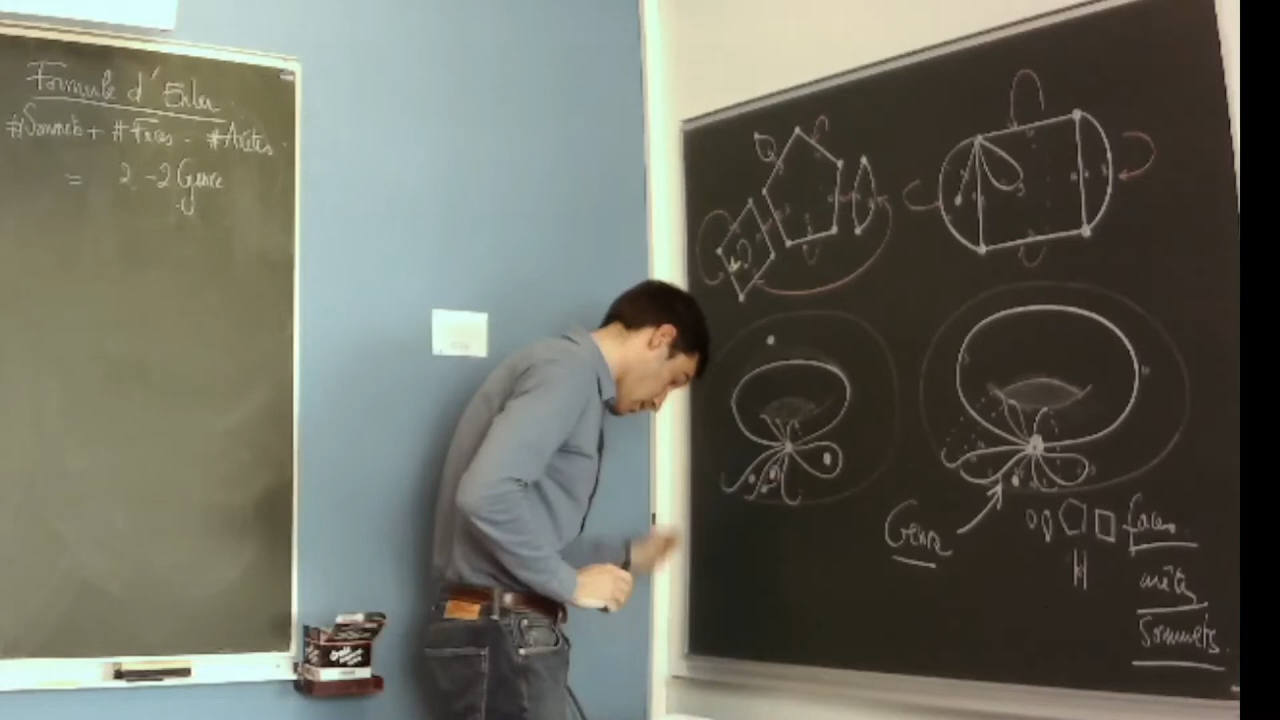 Formule d'Euler
#Sommets + #Faces - #Arêtes
= 2 - 2 Genre
Genre
faces
arêtes
Sommets